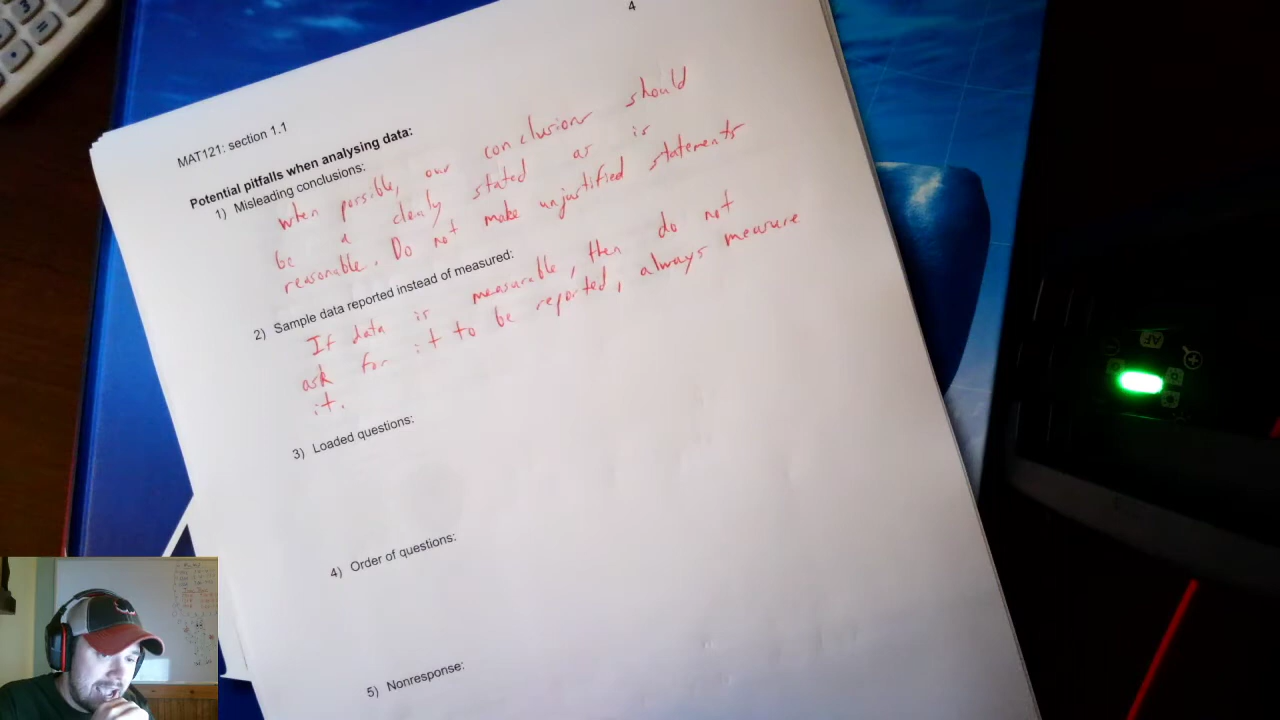 4
MAT121: section 1.1
Potential pitfalls when analysing data:
1) Misleading conclusions:
when possible, our conclusions should
be a clearly stated as is
reasonable. Do not make unjustified statements
2) Sample data reported instead of measured:
If data is measurable, then do not
ask for it to be reported, always measure
it.
3) Loaded questions:
4) Order of questions:
5) Nonresponse: